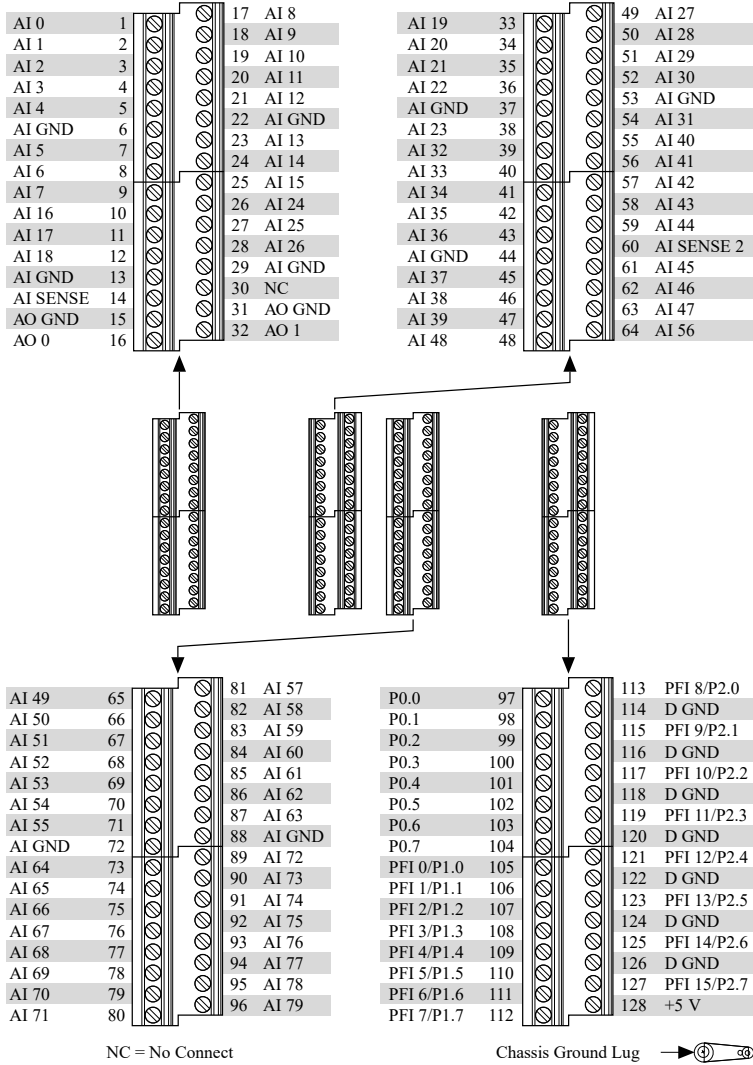 AI 0 1
AI 1 2
AI 2 3
AI 3 4
AI 4 5
AI GND 6
AI 5 7
AI 6 8
AI 7 9
AI 16 10
AI 17 11
AI 18 12
AI GND 13
AI SENSE 14
AO GND 15
AO 0 16
17 AI 8
18 AI 9
19 AI 10
20 AI 11
21 AI 12
22 AI GND
23 AI 13
24 AI 14
25 AI 15
26 AI 24
27 AI 25
28 AI 26
29 AI GND
30 NC
31 AO GND
32 AO 1
AI 19 33
AI 20 34
AI 21 35
AI 22 36
AI GND 37
AI 23 38
AI 32 39
AI 33 40
AI 34 41
AI 35 42
AI 36 43
AI GND 44
AI 37 45
AI 38 46
AI 39 47
AI 48 48
49 AI 27
50 AI 28
51 AI 29
52 AI 30
53 AI GND
54 AI 31
55 AI 40
56 AI 41
57 AI 42
58 AI 43
59 AI 44
60 AI SENSE 2
61 AI 45
62 AI 46
63 AI 47
64 AI 56
AI 49 65
AI 50 66
AI 51 67
AI 52 68
AI 53 69
AI 54 70
AI 55 71
AI GND 72
AI 64 73
AI 65 74
AI 66 75
AI 67 76
AI 68 77
AI 69 78
AI 70 79
AI 71 80
81 AI 57
82 AI 58
83 AI 59
84 AI 60
85 AI 61
86 AI 62
87 AI 63
88 AI GND
89 AI 72
90 AI 73
91 AI 74
92 AI 75
93 AI 76
94 AI 77
95 AI 78
96 AI 79
P0.0 97
P0.1 98
P0.2 99
P0.3 100
P0.4 101
P0.5 102
P0.6 103
P0.7 104
PFI 0/P1.0 105
PFI 1/P1.1 106
PFI 2/P1.2 107
PFI 3/P1.3 108
PFI 4/P1.4 109
PFI 5/P1.5 110
PFI 6/P1.6 111
PFI 7/P1.7 112
113 PFI 8/P2.0
114 D GND
115 PFI 9/P2.1
116 D GND
117 PFI 10/P2.2
118 D GND
119 PFI 11/P2.3
120 D GND
121 PFI 12/P2.4
122 D GND
123 PFI 13/P2.5
124 D GND
125 PFI 14/P2.6
126 D GND
127 PFI 15/P2.7
128 +5 V
NC = No Connect
Chassis Ground Lug